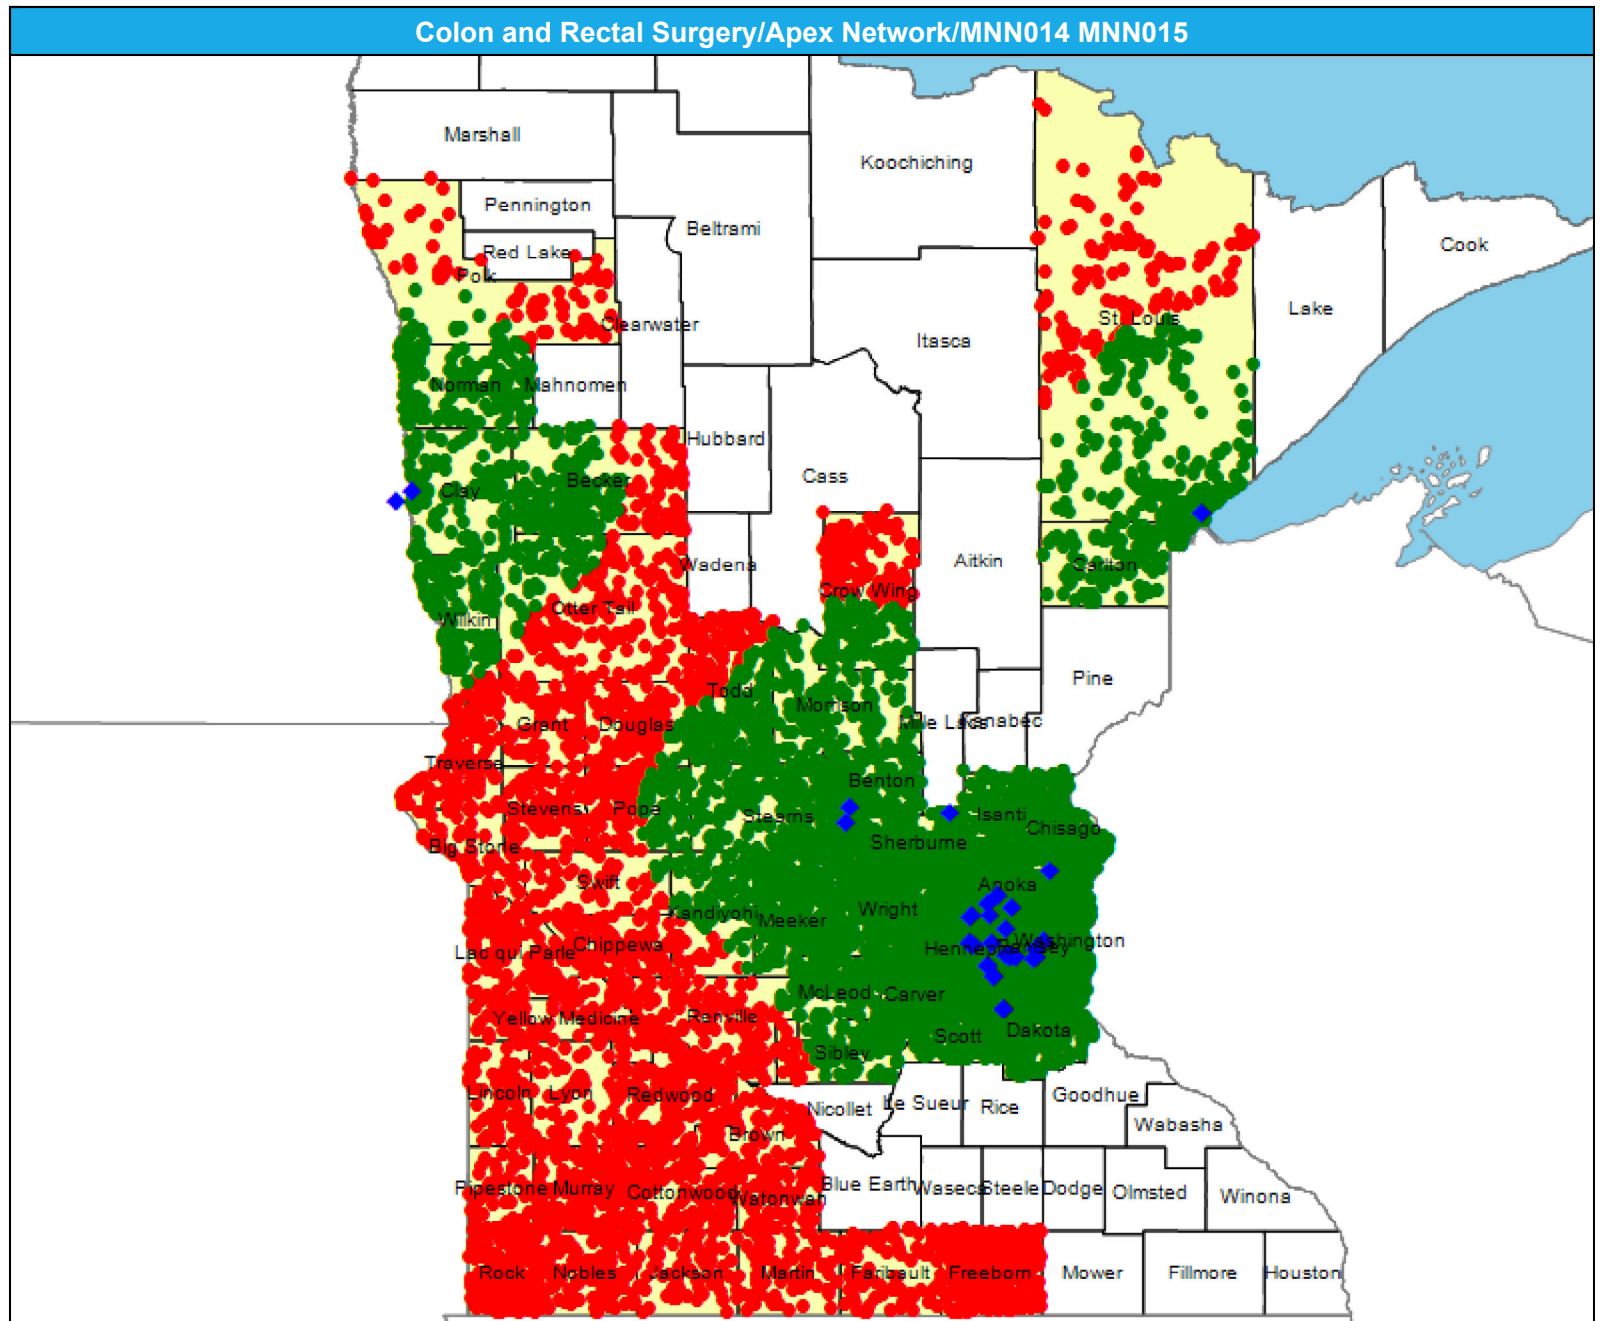 Colon and Rectal Surgery/Apex Network/MNN014 MNN015
Marshall
Koochiching
Pennington
Beltrami
Red Lake
Cook
Polk
Lake
St. Louis
Clearwater
Itasca
Norman
Mahnomen
Hubbard
Becker
Cass
Clay
Wadena
Aitkin
Carlton
Crow Wing
Otter Tail
Wilkin
Pine
Todd
Morrison
Grant
Douglas
Mille Lacs
Kanabec
Traverse
Benton
Stevens
Pope
Stearns
Isanti
Chisago
Big Stone
Sherburne
Swift
Anoka
Kandiyohi
Meeker
Wright
Washington
Lac qui Parle
Chippewa
Hennepin
Ramsey
McLeod
Carver
Yellow Medicine
Renville
Scott
Dakota
Sibley
Lincoln
Lyon
Redwood
Nicollet
Le Sueur
Rice
Goodhue
Wabasha
Brown
Pipestone
Murray
Cottonwood
Watonwan
Blue Earth
Waseca
Steele
Dodge
Olmsted
Winona
Rock
Nobles
Jackson
Martin
Faribault
Freeborn
Mower
Fillmore
Houston